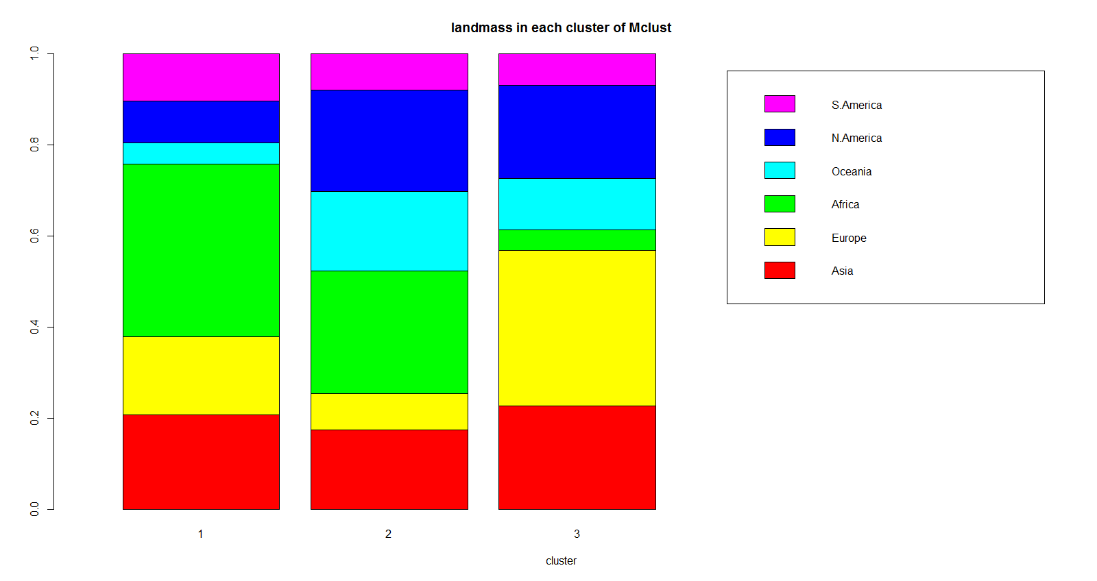 landmass in each cluster of Mclust
1.0
0.8
0.6
0.4
0.2
0.0
S.America
N.America
Oceania
Africa
Europe
Asia
1 2 3
cluster